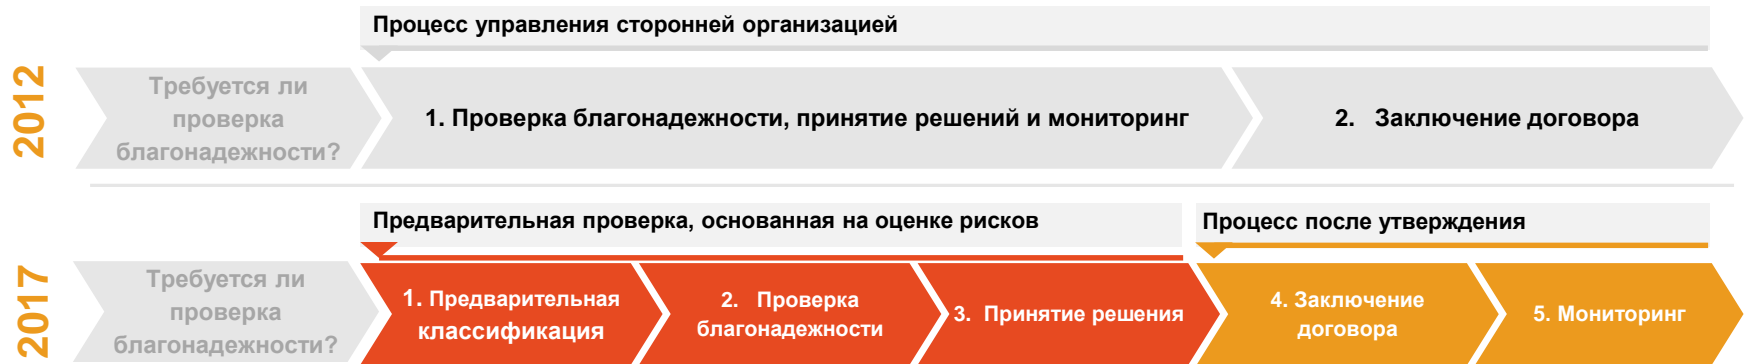 Процесс управления сторонней организацией
2012
Требуется ли
проверка
благонадежности?
1. Проверка благонадежности, принятие решений и мониторинг
2. Заключение договора
Предварительная проверка, основанная на оценке рисков
Процесс после утверждения
2017
Требуется ли
проверка
благонадежности?
1. Предварительная
классификация
2. Проверка
благонадежности
3. Принятие решения
4. Заключение
договора
5. Мониторинг